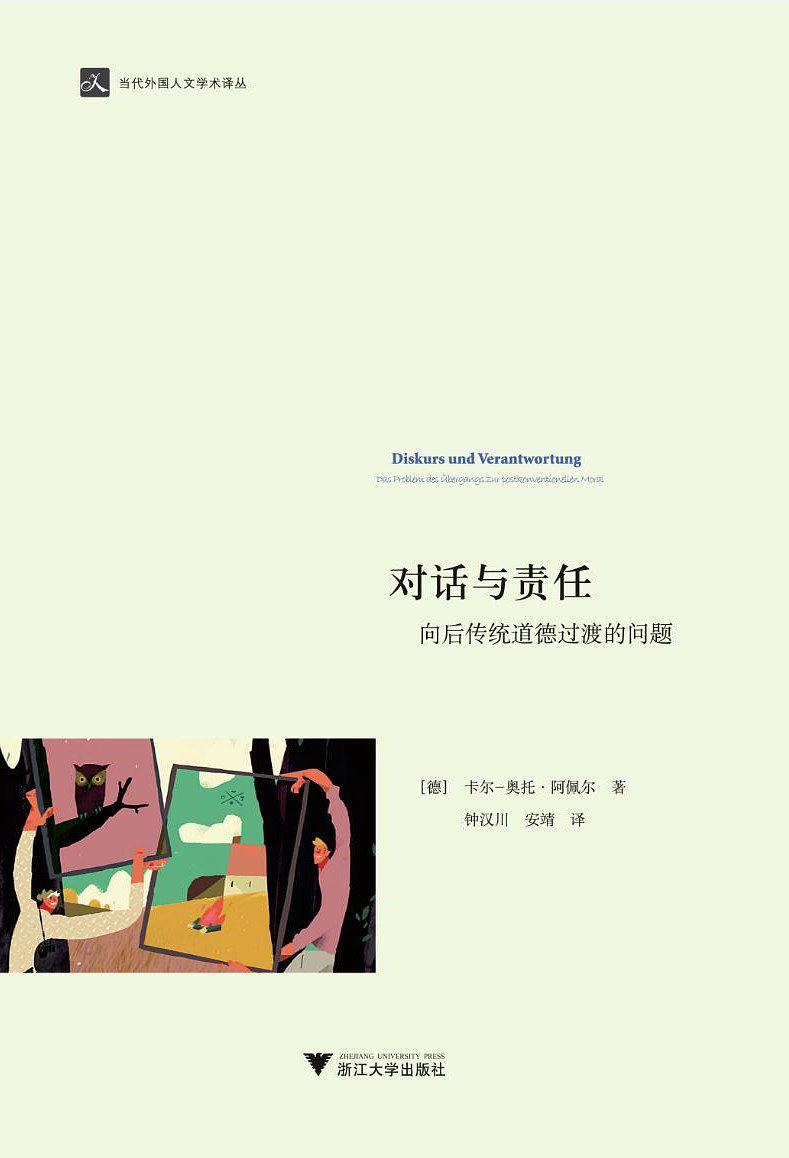 当代外国人文学术译丛
Diskurs und Verantwortung
Das Problem des Übergangs zur postkonventionellen Moral
对话与责任
向后传统道德过渡的问题
[德] 卡尔-奥托·阿佩尔 著
钟汉川 安靖 译
ZHEJIANG UNIVERSITY PRESS
浙江大学出版社